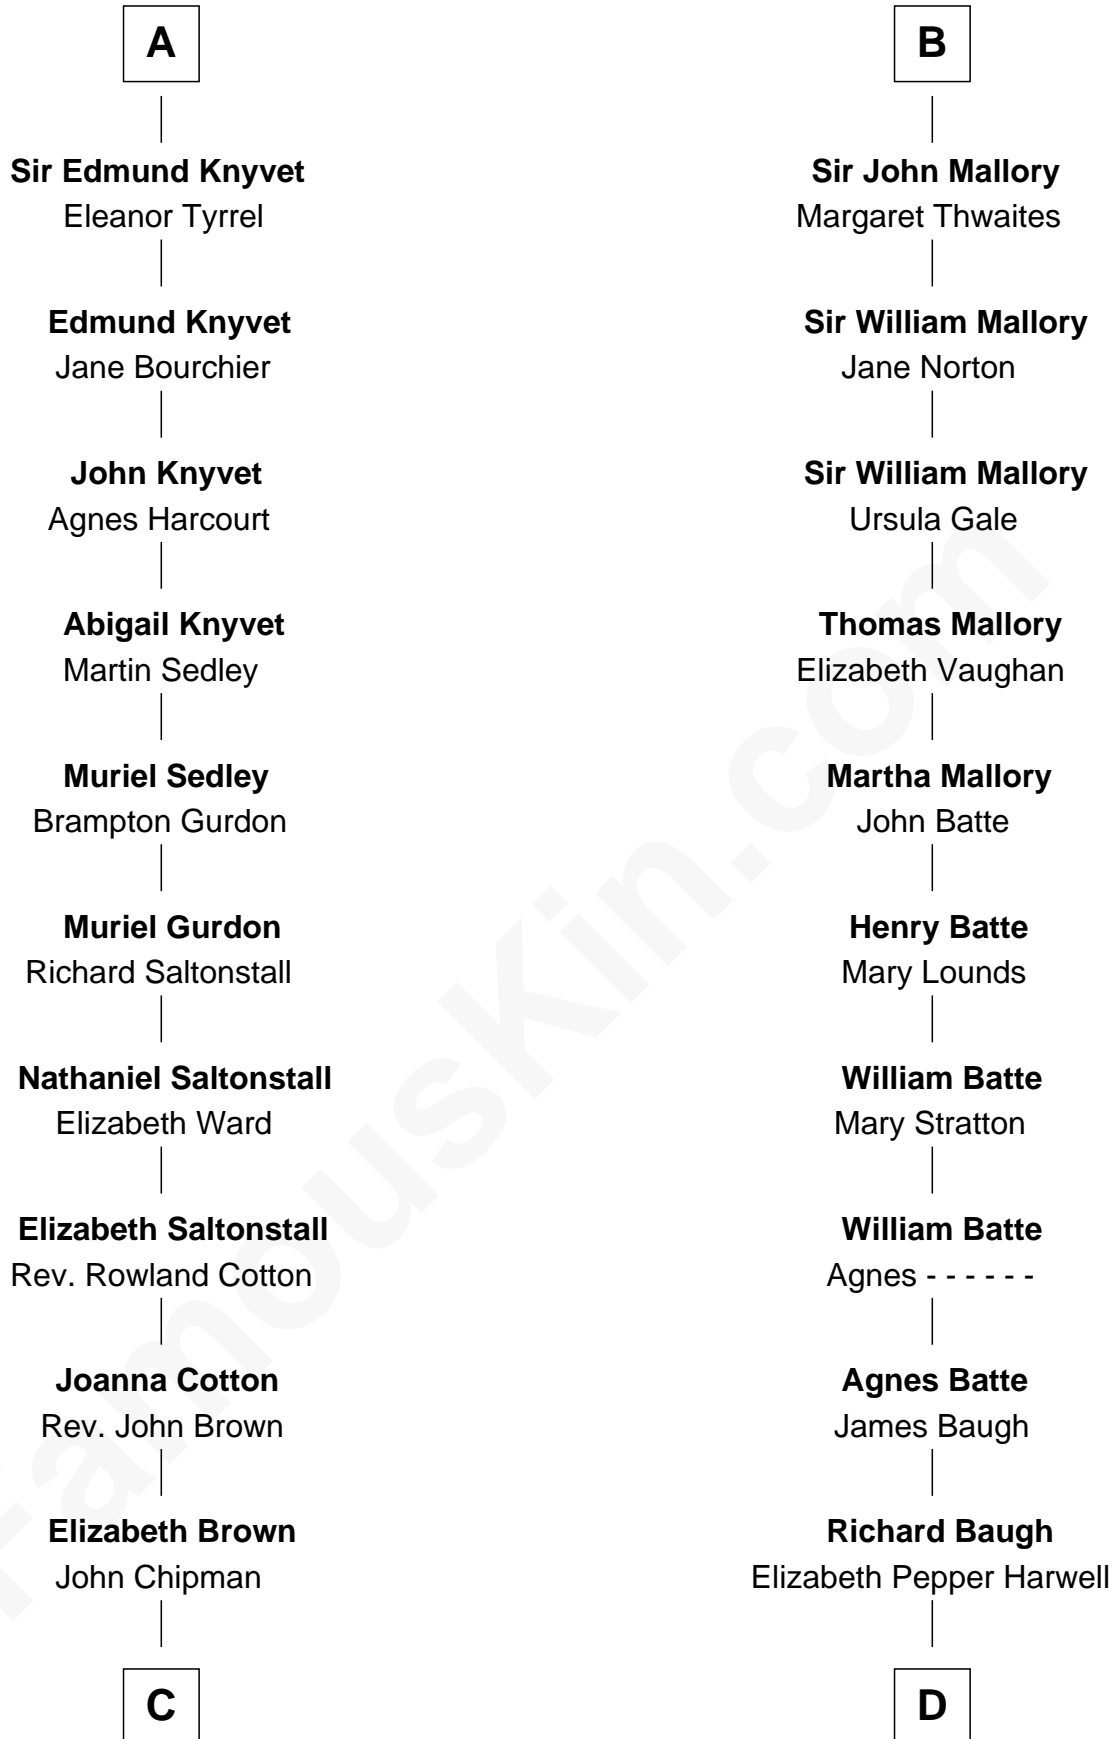 A
Sir Edmund Knyvet
Eleanor Tyrrel
Edmund Knyvet
Jane Bourchier
John Knyvet
Agnes Harcourt
Abigail Knyvet
Martin Sedley
Muriel Sedley
Brampton Gurdon
Muriel Gurdon
Richard Saltonstall
Nathaniel Saltonstall
Elizabeth Ward
Elizabeth Saltonstall
Rev. Rowland Cotton
Joanna Cotton
Rev. John Brown
Elizabeth Brown
John Chipman
C
B
Sir John Mallory
Margaret Thwaites
Sir William Mallory
Jane Norton
Sir William Mallory
Ursula Gale
Thomas Mallory
Elizabeth Vaughan
Martha Mallory
John Batte
Henry Batte
Mary Lounds
William Batte
Mary Stratton
William Batte
Agnes - - - - - -
Agnes Batte
James Baugh
Richard Baugh
Elizabeth Pepper Harwell
D
FamousKin.com